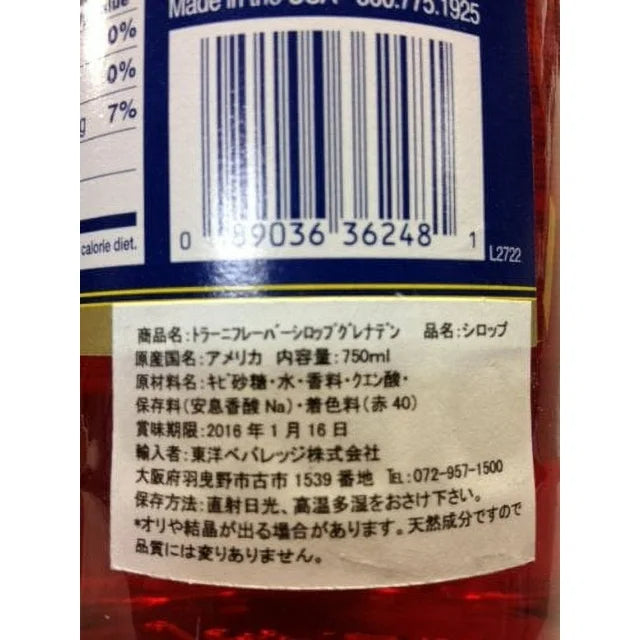 Made in the USA · 800.775.1925
0%
0%
7%
calorie diet.
0 89036 36248 1
L2722
商品名:トラーニフレーバーシロップグレナデン 品名:シロップ
原産国名:アメリカ 内容量:750ml
原材料名:キビ砂糖・水・香料・クエン酸・
保存料(安息香酸Na)・着色料(赤40)
賞味期限:2016年1月16日
輸入者:東洋ベバレッジ株式会社
大阪府羽曳野市古市1539番地 TEL:072-957-1500
保存方法:直射日光、高温多湿をおさけ下さい。
*オリや結晶が出る場合があります。天然成分ですので
品質には変りありません。